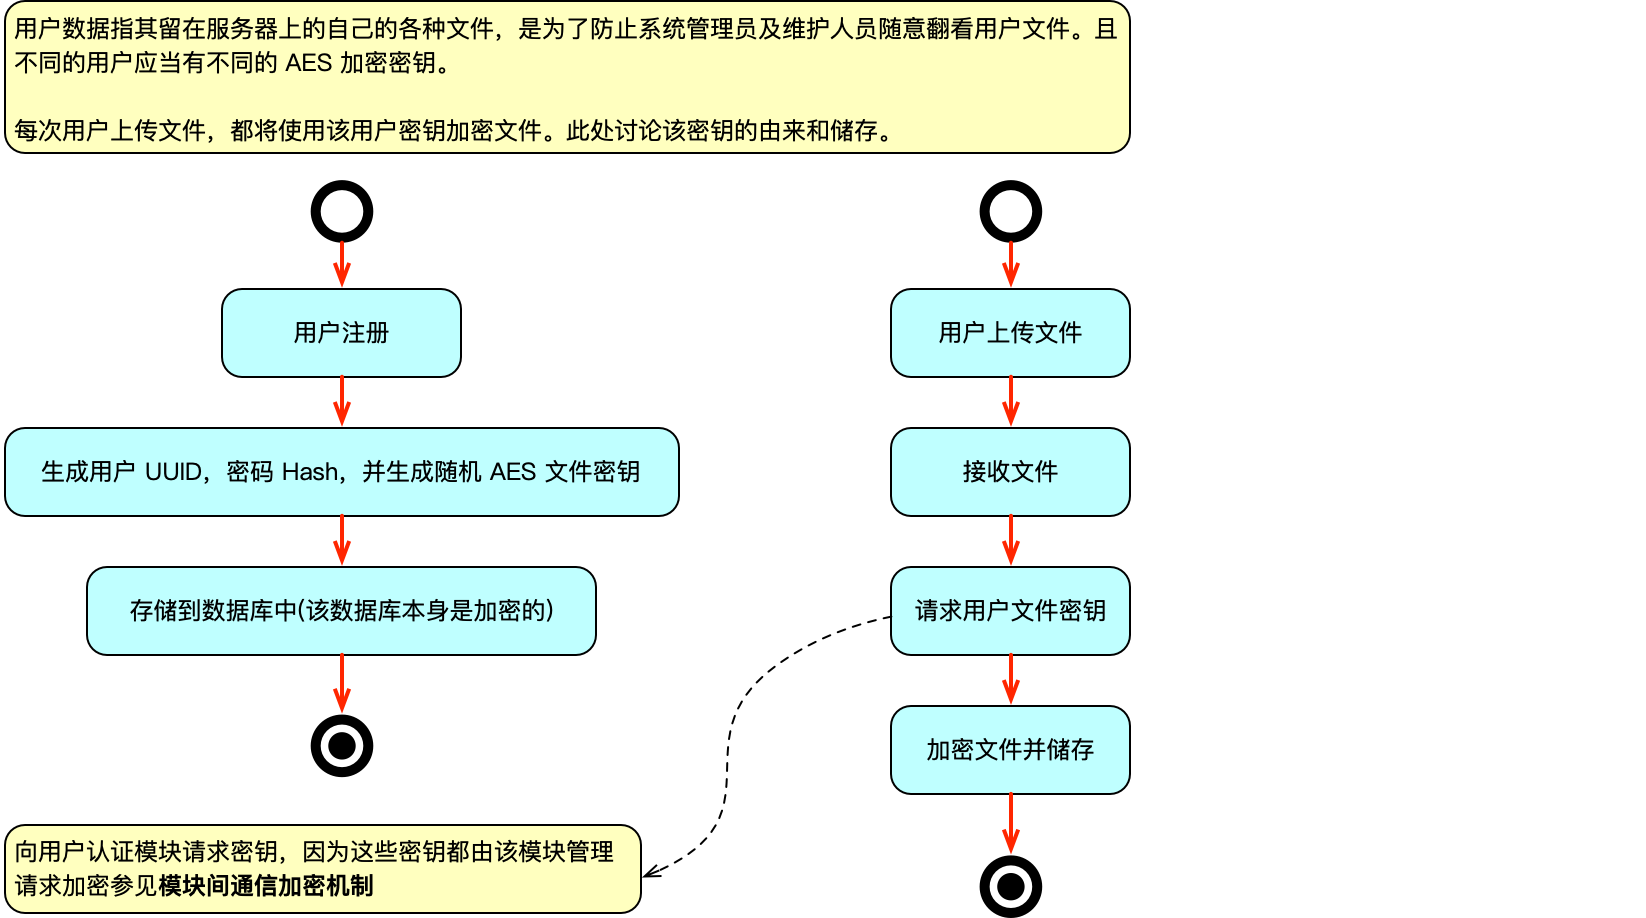 用户数据指其留在服务器上的自己的各种文件，是为了防止系统管理员及维护人员随意翻看用户文件。且
不同的用户应当有不同的 AES 加密密钥。
每次用户上传文件，都将使用该用户密钥加密文件。此处讨论该密钥的由来和储存。
用户注册
生成用户 UUID，密码 Hash，并生成随机 AES 文件密钥
存储到数据库中(该数据库本身是加密的)
用户上传文件
接收文件
请求用户文件密钥
加密文件并储存
向用户认证模块请求密钥，因为这些密钥都由该模块管理
请求加密参见模块间通信加密机制